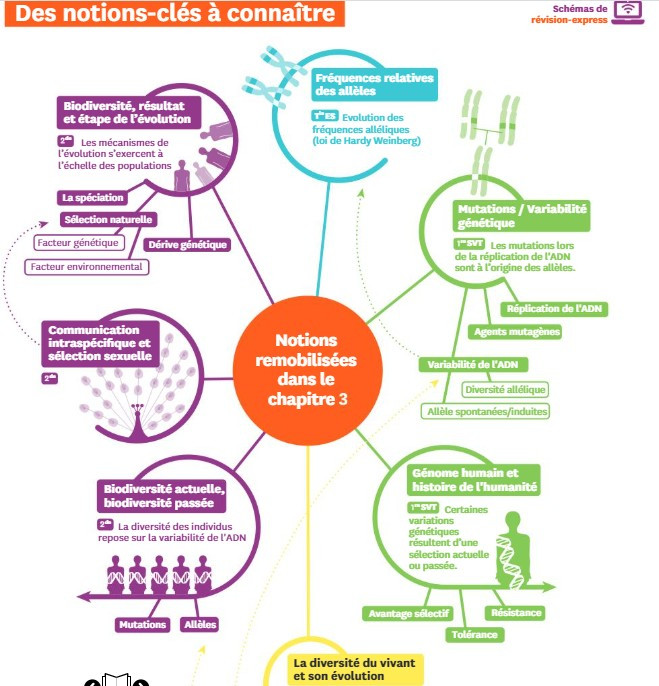 Des notions-clés à connaître
Schémas de
révision-express
Biodiversité, résultat
et étape de l'évolution
2de Les mécanismes de
l'évolution s'exercent à
l'échelle des populations
La spéciation
Sélection naturelle
Facteur génétique
Facteur environnemental
Dérive génétique
Fréquences relatives
des allèles
1re ES Evolution des
fréquences alléliques
(loi de Hardy Weinberg)
Mutations / Variabilité
génétique
1re SVT Les mutations lors
de la réplication de l'ADN
sont à l'origine des allèles.
Réplication de l'ADN
Agents mutagènes
Variabilité de l'ADN
Diversité allélique
Allèle spontanées/induites
Communication
intraspécifique et
sélection sexuelle
2de
Notions
remobilisées
dans le
chapitre 3
Biodiversité actuelle,
biodiversité passée
2de La diversité des individus
repose sur la variabilité de l'ADN
Mutations
Allèles
Génome humain et
histoire de l'humanité
1re SVT Certaines
variations
génétiques
résultent d'une
sélection actuelle
ou passée.
Avantage sélectif
Résistance
Tolérance
La diversité du vivant
et son évolution